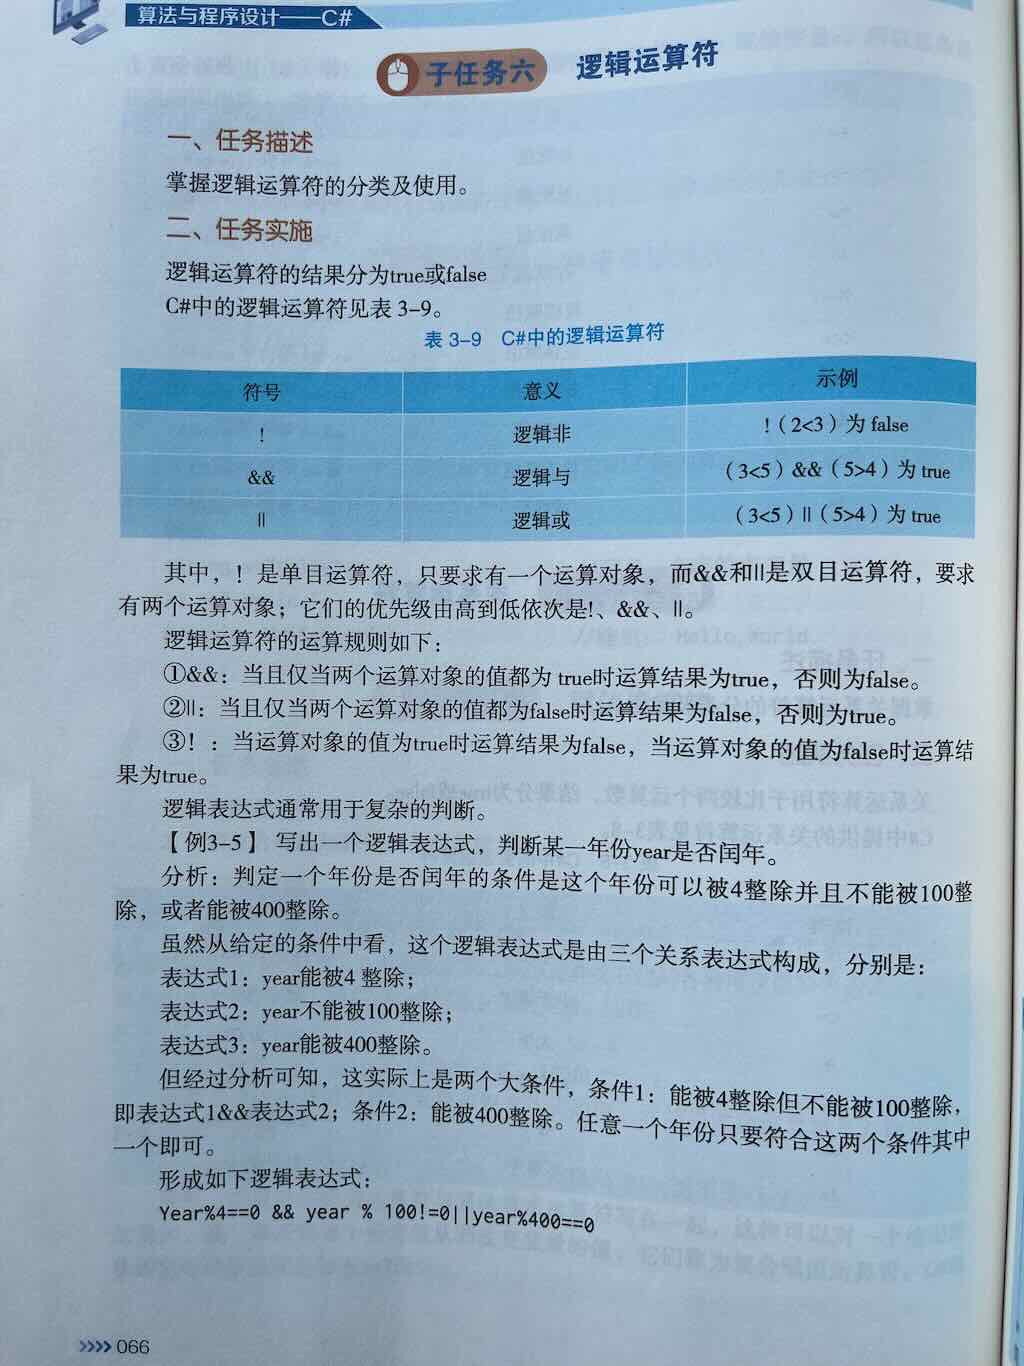 算法与程序设计——C#
子任务六 逻辑运算符
一、任务描述
掌握逻辑运算符的分类及使用。
二、任务实施
逻辑运算符的结果分为true或false
C#中的逻辑运算符见表 3-9。
表 3-9 C#中的逻辑运算符
符号 意义 示例
! 逻辑非 !（2<3）为 false
&& 逻辑与 （3<5）&&（5>4）为 true
|| 逻辑或 （3<5）||（5>4）为 true
其中，！是单目运算符，只要求有一个运算对象，而&&和||是双目运算符，要求
有两个运算对象；它们的优先级由高到低依次是!、&&、||。
逻辑运算符的运算规则如下：
①&&：当且仅当两个运算对象的值都为 true时运算结果为true，否则为false。
②||：当且仅当两个运算对象的值都为false时运算结果为false，否则为true。
③！：当运算对象的值为true时运算结果为false，当运算对象的值为false时运算结
果为true。
逻辑表达式通常用于复杂的判断。
【例3-5】 写出一个逻辑表达式，判断某一年份year是否闰年。
分析：判定一个年份是否闰年的条件是这个年份可以被4整除并且不能被100整
除，或者能被400整除。
虽然从给定的条件中看，这个逻辑表达式是由三个关系表达式构成，分别是：
表达式1：year能被4 整除；
表达式2：year不能被100整除；
表达式3：year能被400整除。
但经过分析可知，这实际上是两个大条件，条件1：能被4整除但不能被100整除，
即表达式1&&表达式2；条件2：能被400整除。任意一个年份只要符合这两个条件其中
一个即可。
形成如下逻辑表达式：
Year%4==0 && year % 100!=0||year%400==0
>>>> 066